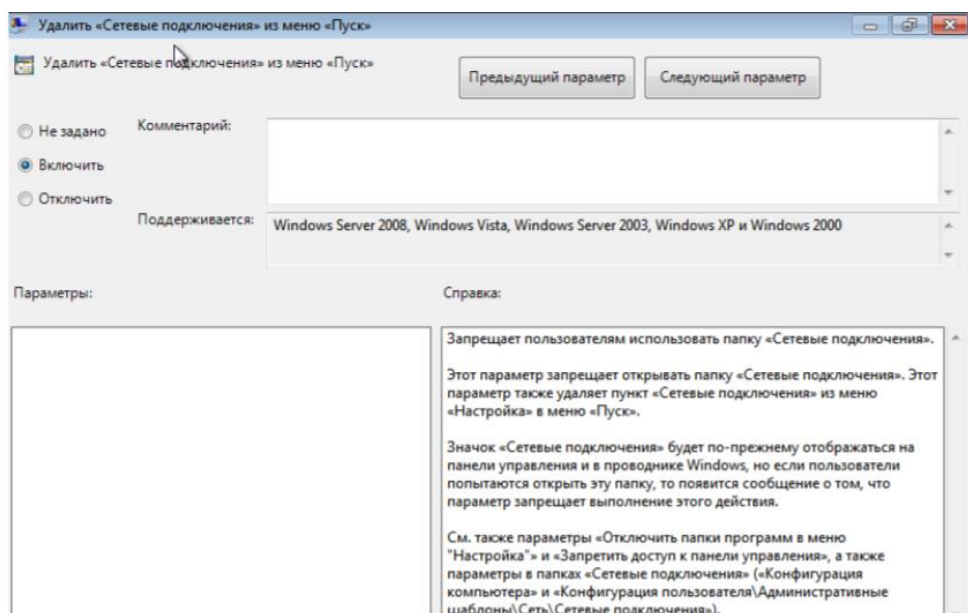 Удалить «Сетевые подключения» из меню «Пуск»
Удалить «Сетевые подключения» из меню «Пуск»
Предыдущий параметр
Следующий параметр
Не задано
Комментарий:
Включить
Отключить
Поддерживается:
Windows Server 2008, Windows Vista, Windows Server 2003, Windows XP и Windows 2000
Параметры:
Справка:
Запрещает пользователям использовать папку «Сетевые подключения».
Этот параметр запрещает открывать папку «Сетевые подключения». Этот
параметр также удаляет пункт «Сетевые подключения» из меню
«Настройка» в меню «Пуск».
Значок «Сетевые подключения» будет по-прежнему отображаться на
панели управления и в проводнике Windows, но если пользователи
попытаются открыть эту папку, то появится сообщение о том, что
параметр запрещает выполнение этого действия.
См. также параметры «Отключить папки программ в меню
"Настройка"» и «Запретить доступ к панели управления», а также
параметры в папках «Сетевые подключения» («Конфигурация
компьютера» и «Конфигурация пользователя\Административные
шаблоны\Сеть\Сетевые подключения»).